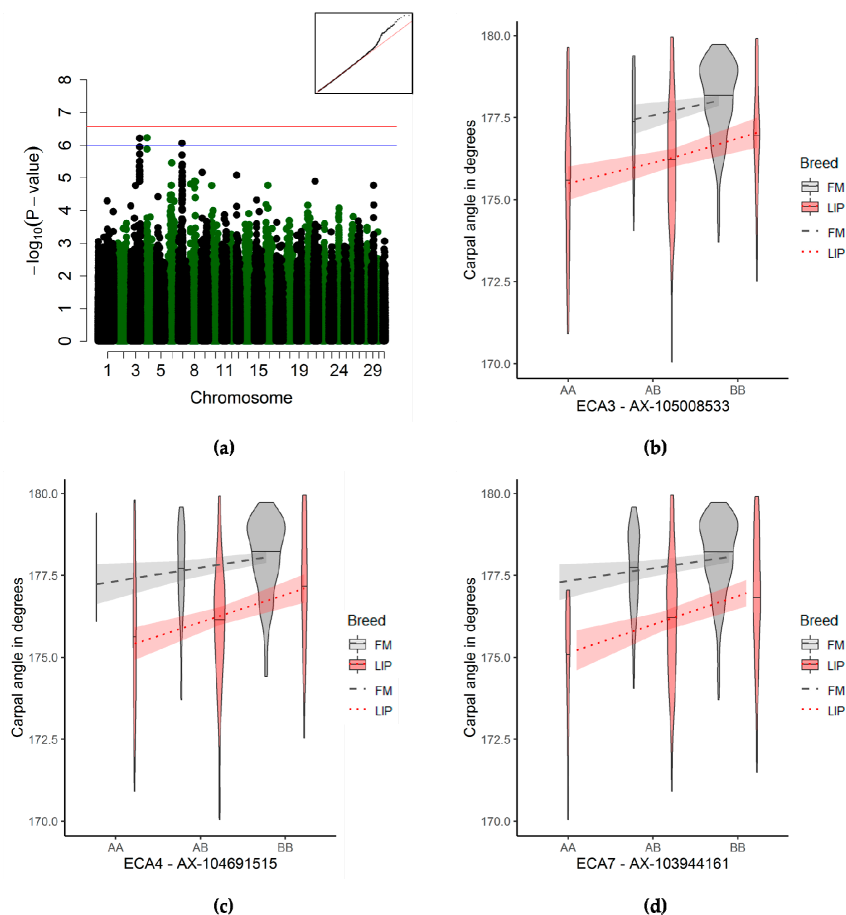 8
7
6
5
4
3
2
1
0
−log10(P−value)
1 3 5 8 11 15 19 24 29
Chromosome
(a)
180.0
177.5
175.0
172.5
170.0
Carpal angle in degrees
AA AB BB
ECA3 - AX-105008533
Breed
FM
LIP
FM
LIP
(b)
180.0
177.5
175.0
172.5
170.0
Carpal angle in degrees
AA AB BB
ECA4 - AX-104691515
Breed
FM
LIP
FM
LIP
(c)
180.0
177.5
175.0
172.5
170.0
Carpal angle in degrees
AA AB BB
ECA7 - AX-103944161
Breed
FM
LIP
FM
LIP
(d)